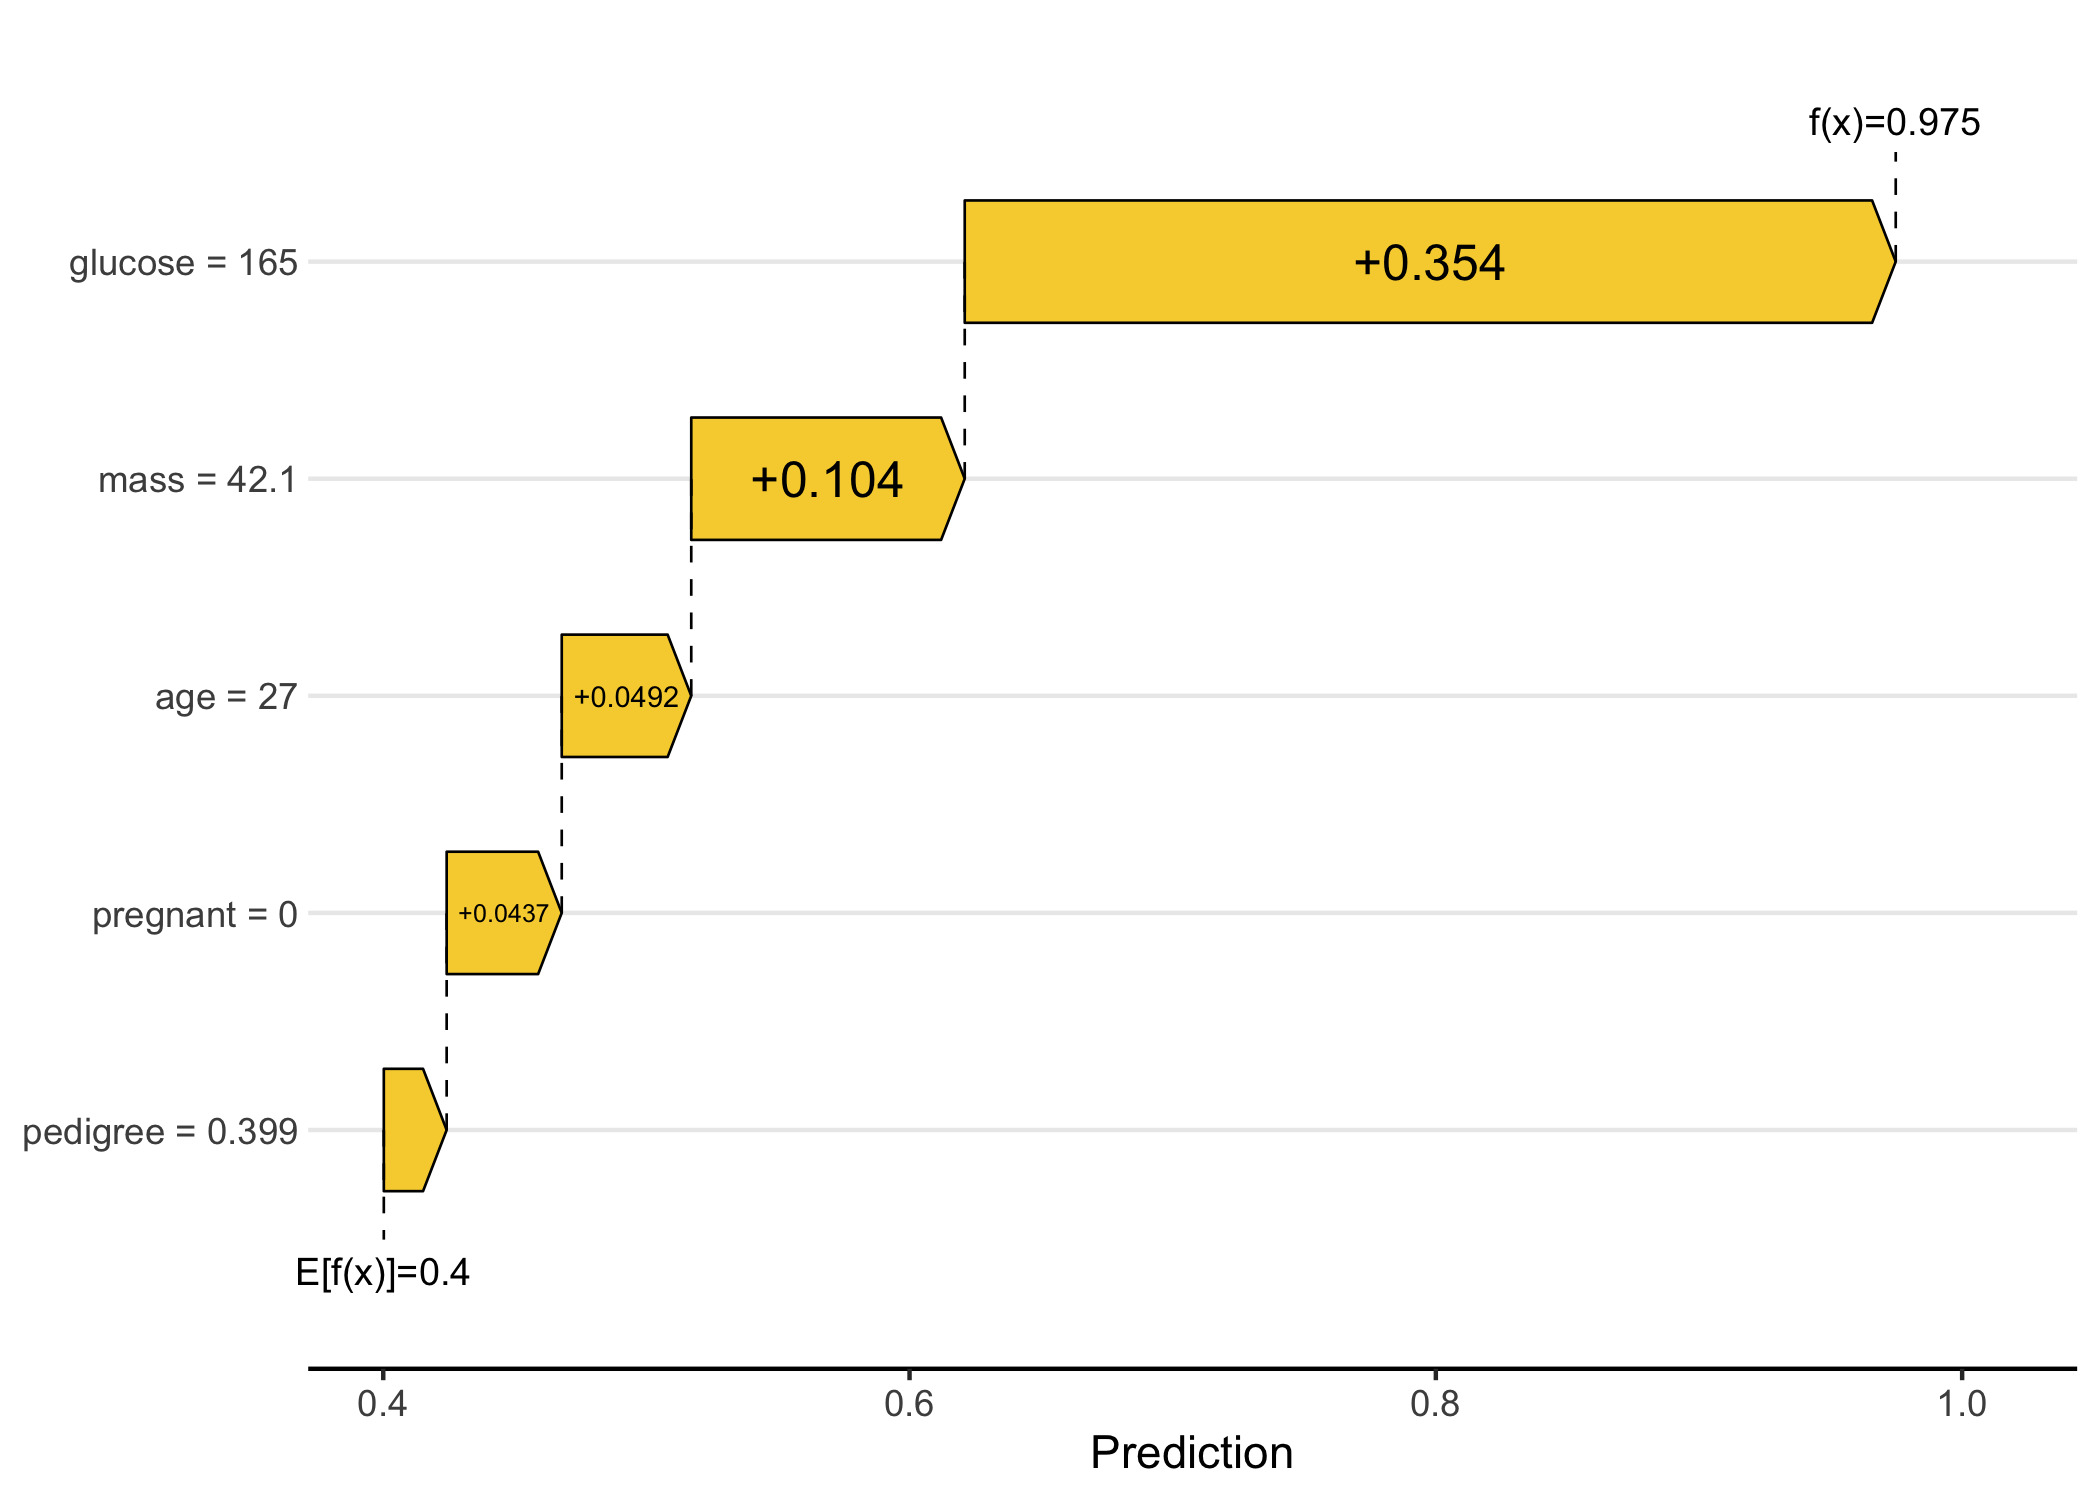 f(x)=0.975
glucose = 165
+0.354
mass = 42.1
+0.104
age = 27
+0.0492
pregnant = 0
+0.0437
pedigree = 0.399
E[f(x)]=0.4
0.4
0.6
0.8
1.0
Prediction